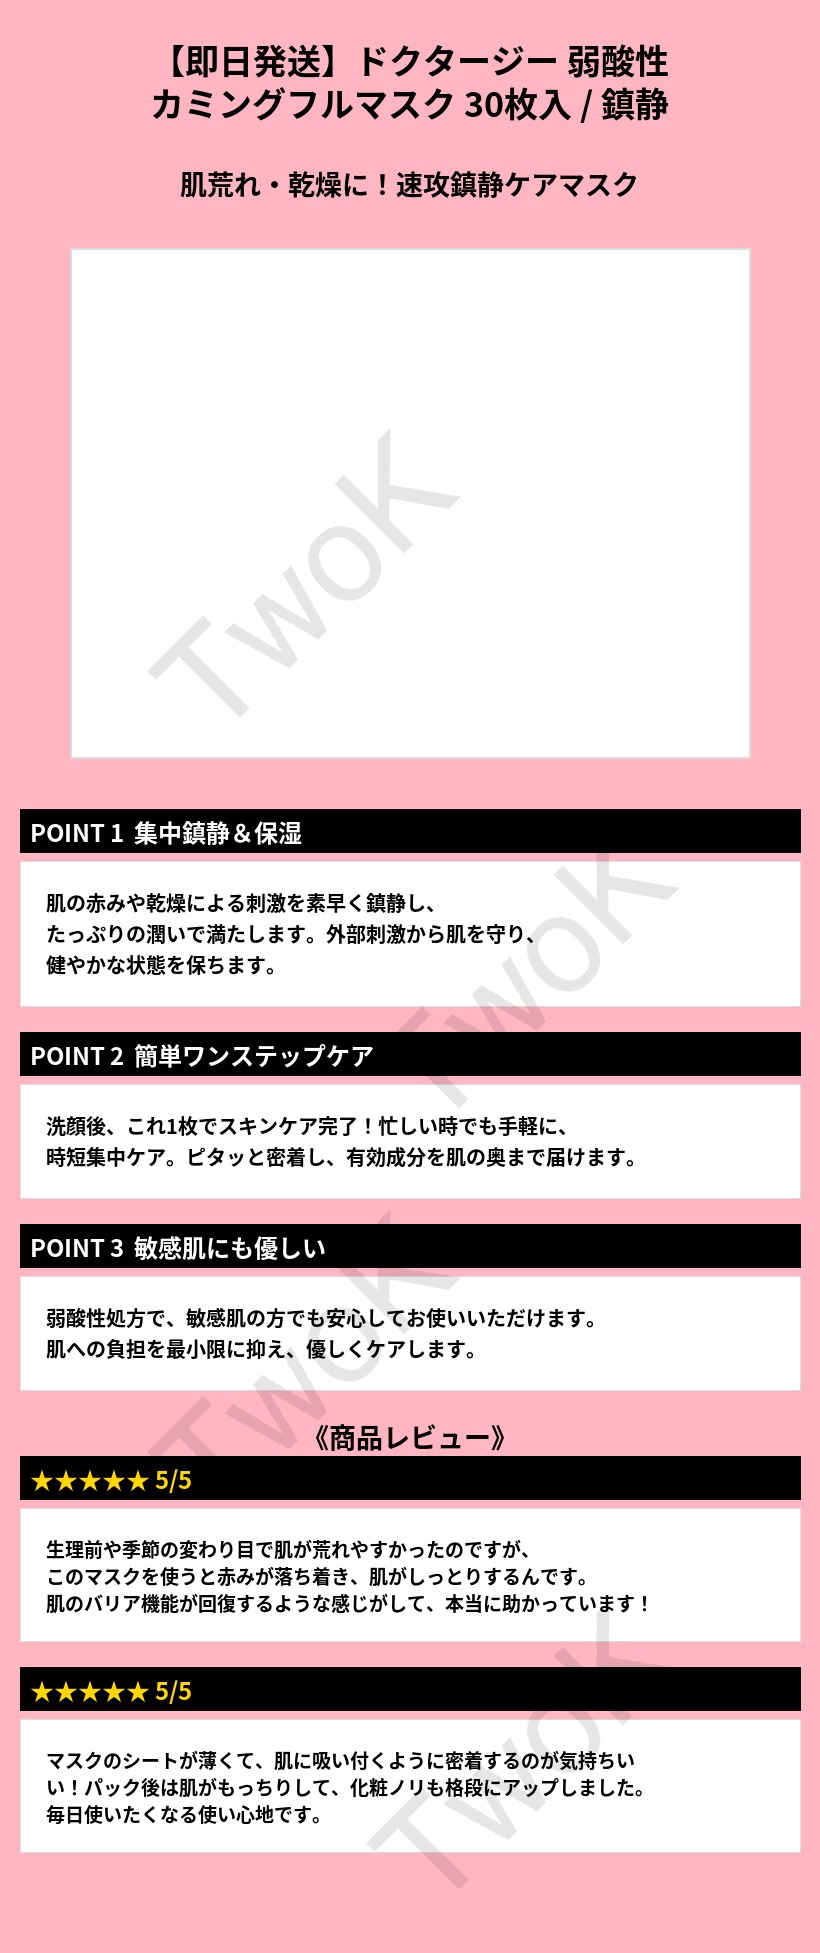 【即日発送】ドクタージー 弱酸性
カミングフルマスク 30枚入 / 鎮静
肌荒れ・乾燥に！速攻鎮静ケアマスク
TwoK
POINT 1 集中鎮静＆保湿
肌の赤みや乾燥による刺激を素早く鎮静し、
たっぷりの潤いで満たします。外部刺激から肌を守り、
健やかな状態を保ちます。
TwoK
POINT 2 簡単ワンステップケア
洗顔後、これ1枚でスキンケア完了！忙しい時でも手軽に、
時短集中ケア。ピタッと密着し、有効成分を肌の奥まで届けます。
POINT 3 敏感肌にも優しい
弱酸性処方で、敏感肌の方でも安心してお使いいただけます。
肌への負担を最小限に抑え、優しくケアします。
TwoK
《商品レビュー》
★★★★★ 5/5
生理前や季節の変わり目で肌が荒れやすかったのですが、
このマスクを使うと赤みが落ち着き、肌がしっとりするんです。
肌のバリア機能が回復するような感じがして、本当に助かっています！
★★★★★ 5/5
マスクのシートが薄くて、肌に吸い付くように密着するのが気持ちい
い！パック後は肌がもっちりして、化粧ノリも格段にアップしました。
毎日使いたくなる使い心地です。
TwoK